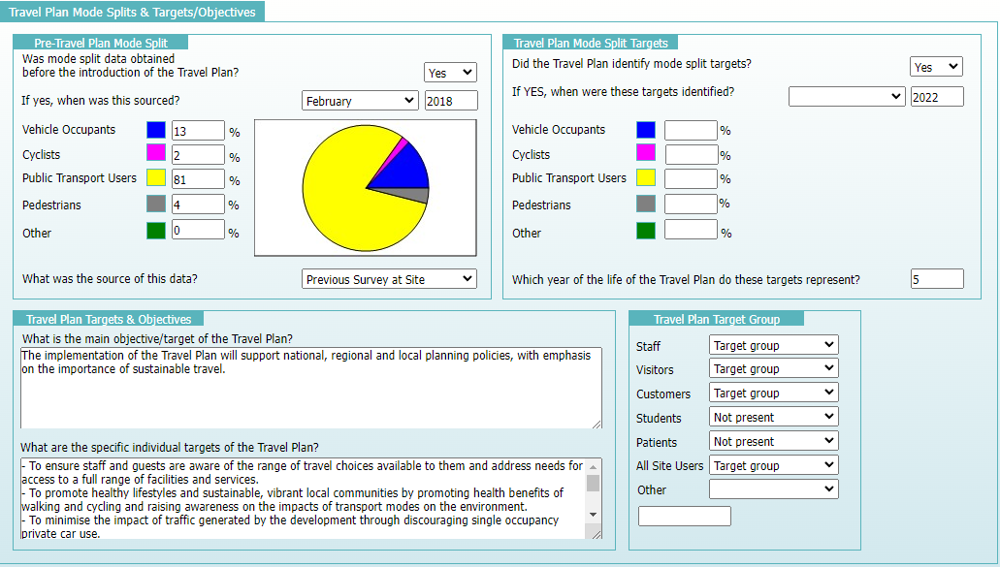 Travel Plan Mode Splits & Targets/Objectives
Pre-Travel Plan Mode Split
Was mode split data obtained
before the introduction of the Travel Plan?
Yes
If yes, when was this sourced?
February
2018
Vehicle Occupants
13
%
Cyclists
2
%
Public Transport Users
81
%
Pedestrians
4
%
Other
0
%
What was the source of this data?
Previous Survey at Site
Travel Plan Mode Split Targets
Did the Travel Plan identify mode split targets?
Yes
If YES, when were these targets identified?
2022
Vehicle Occupants
%
Cyclists
%
Public Transport Users
%
Pedestrians
%
Other
%
Which year of the life of the Travel Plan do these targets represent?
5
Travel Plan Targets & Objectives
What is the main objective/target of the Travel Plan?
The implementation of the Travel Plan will support national, regional and local planning policies, with emphasis
on the importance of sustainable travel.
What are the specific individual targets of the Travel Plan?
- To ensure staff and guests are aware of the range of travel choices available to them and address needs for
access to a full range of facilities and services.
- To promote healthy lifestyles and sustainable, vibrant local communities by promoting health benefits of
walking and cycling and raising awareness on the impacts of transport modes on the environment.
- To minimise the impact of traffic generated by the development through discouraging single occupancy
private car use.
Travel Plan Target Group
Staff
Target group
Visitors
Target group
Customers
Target group
Students
Not present
Patients
Not present
All Site Users
Target group
Other